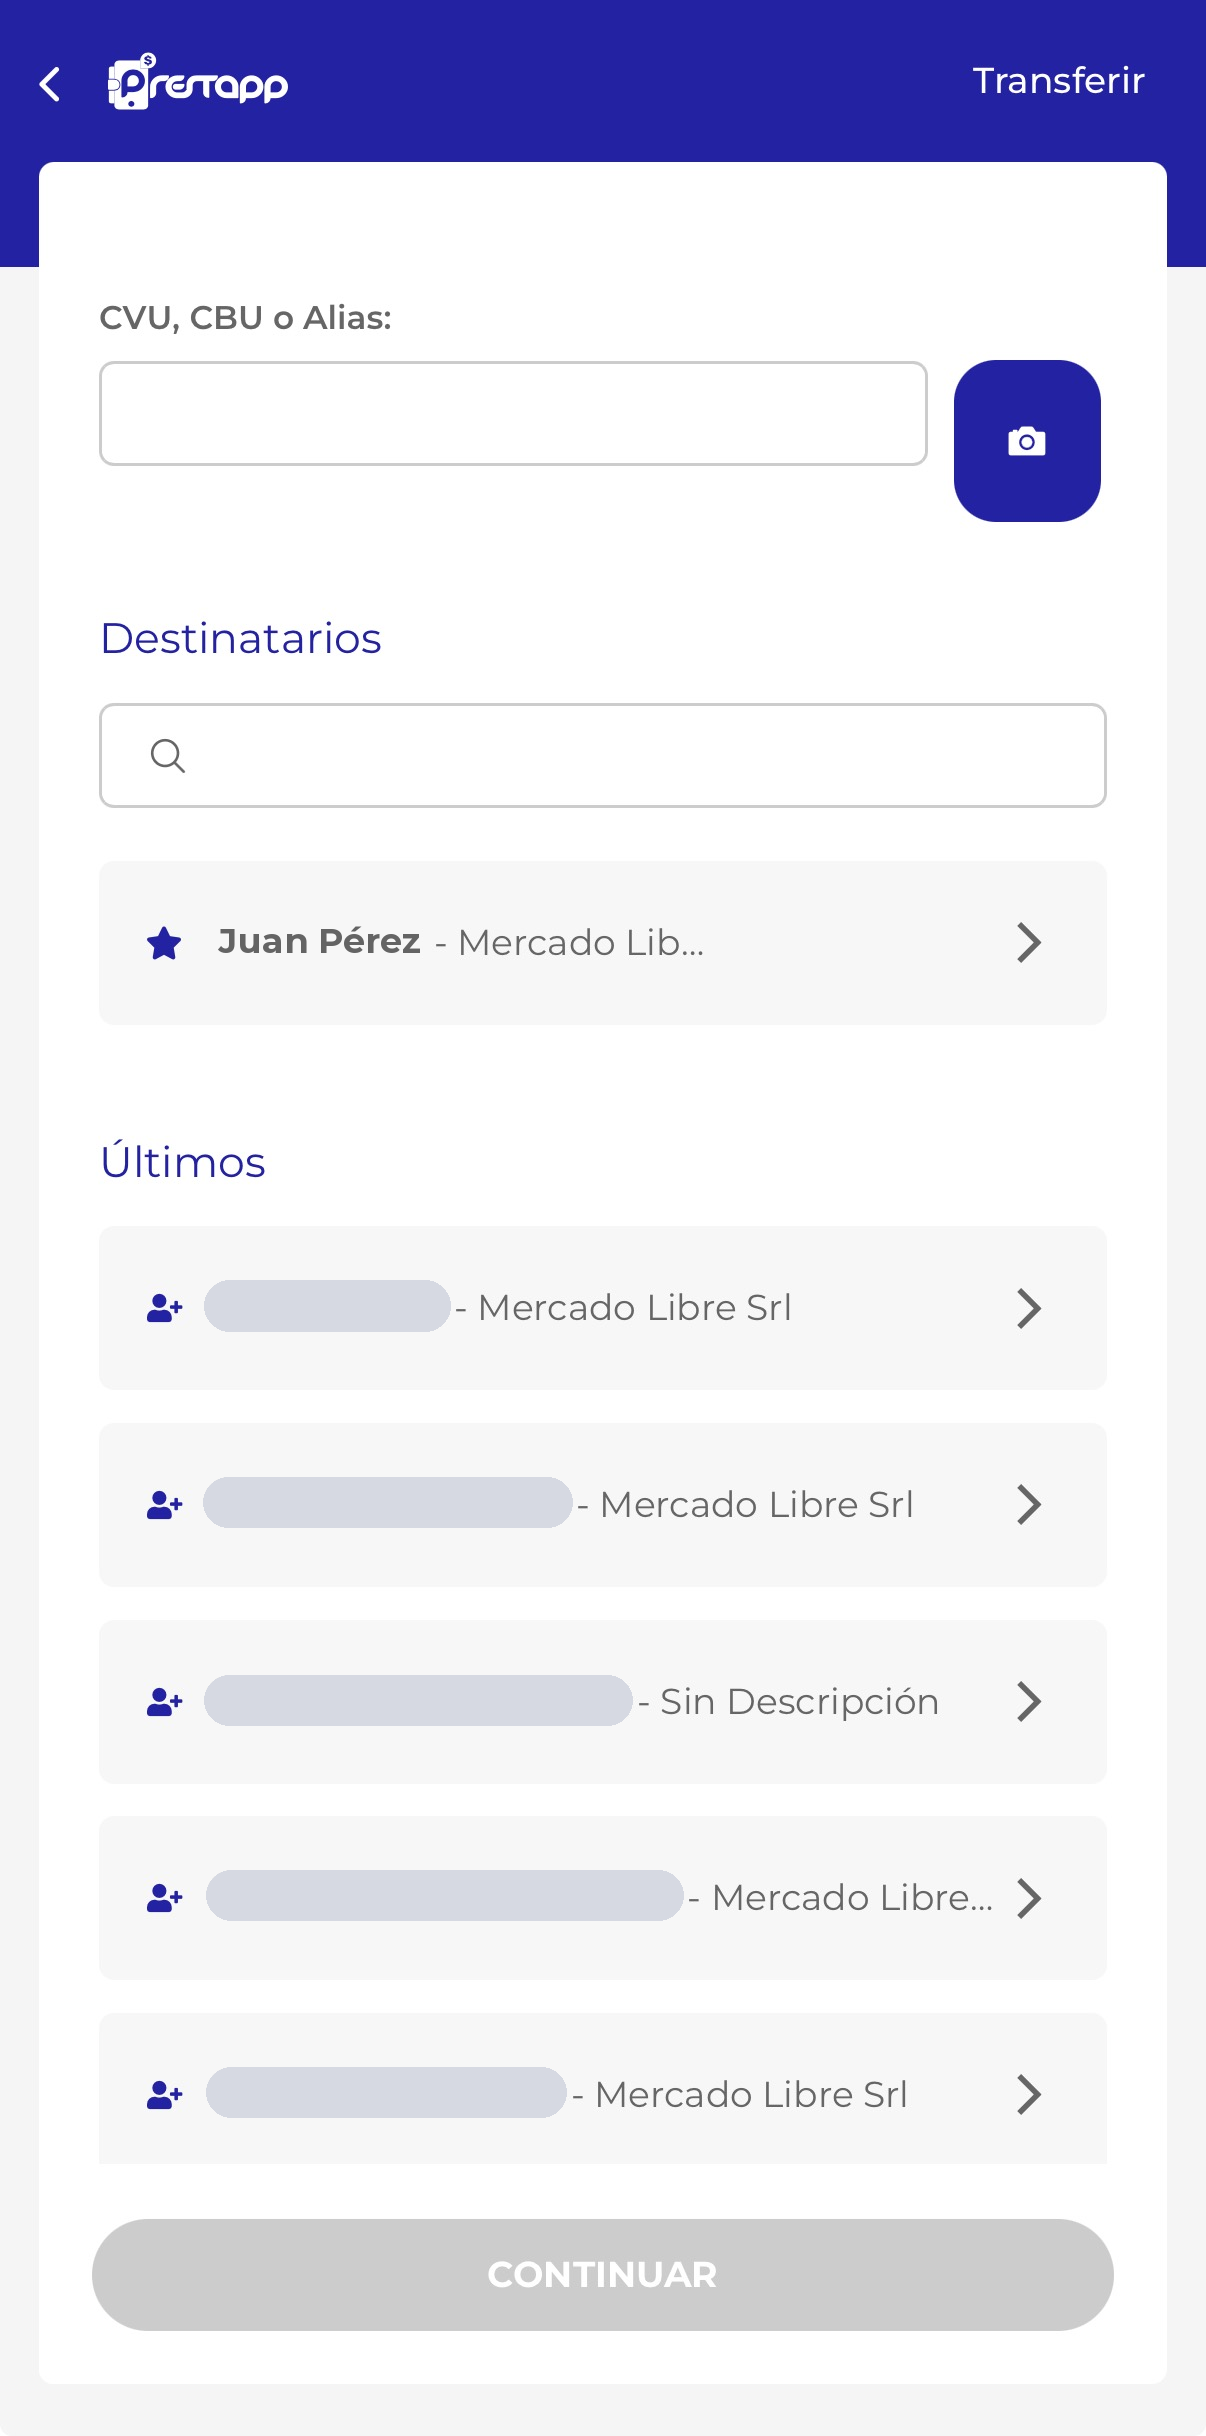 Prestapp
Transferir
CVU, CBU o Alias:
Destinatarios
Juan Pérez - Mercado Lib...
Últimos
- Mercado Libre Srl
- Mercado Libre Srl
- Sin Descripción
- Mercado Libre...
- Mercado Libre Srl
CONTINUAR